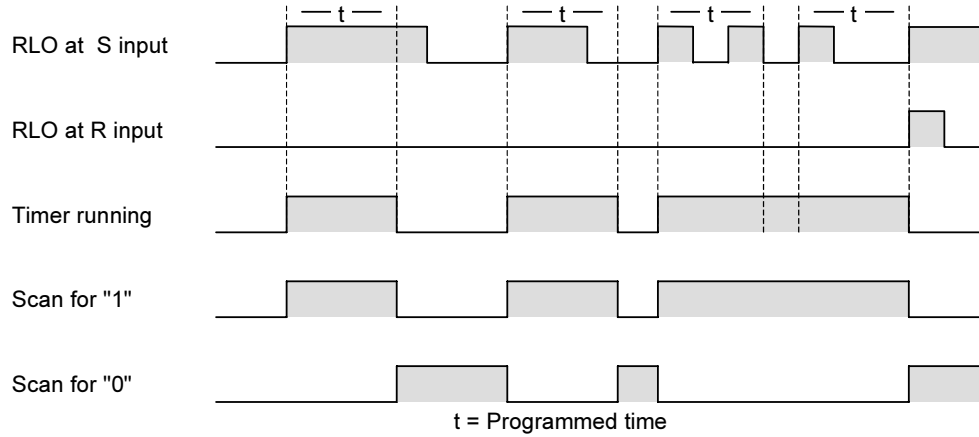 t t t t
RLO at S input
RLO at R input
Timer running
Scan for "1"
Scan for "0"
t = Programmed time